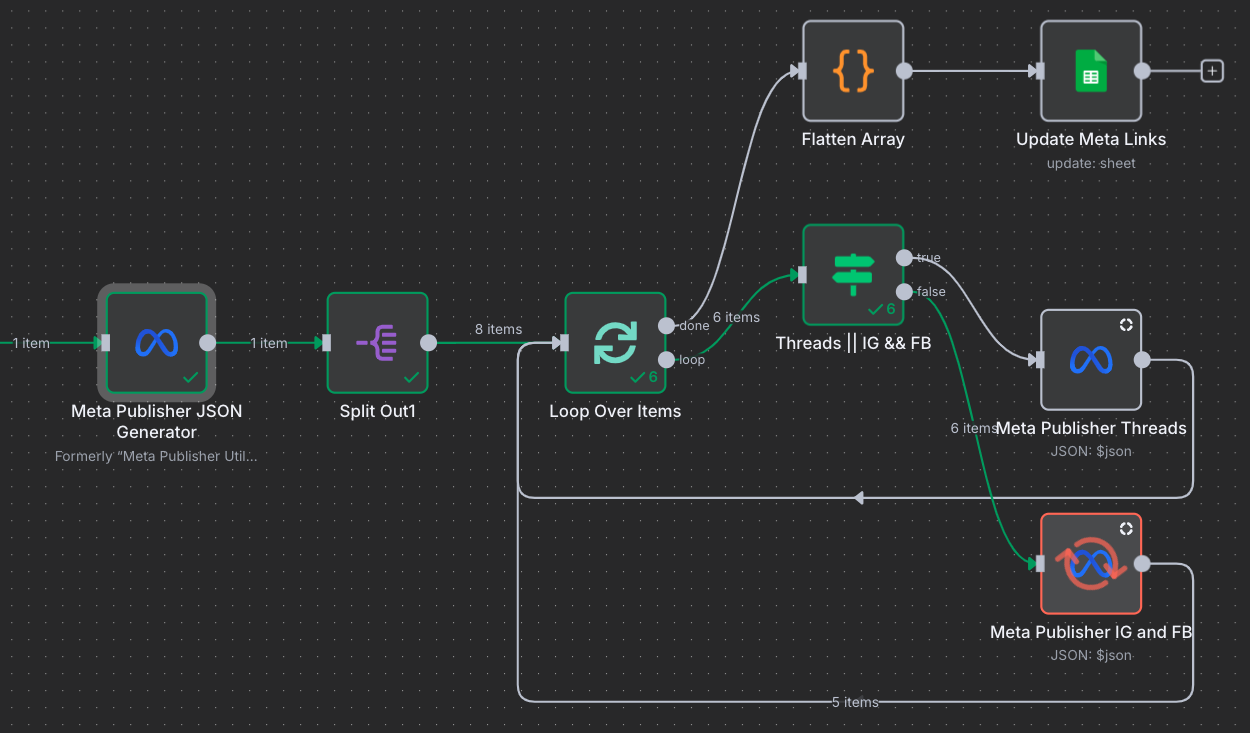 Flatten Array
Update Meta Links
update: sheet
1 item
Meta Publisher JSON
Generator
Formerly “Meta Publisher Util...
1 item
Split Out1
8 items
Loop Over Items
6
done
loop
6 items
Threads || IG && FB
6
true
false
6 items
Meta Publisher Threads
JSON: $json
Meta Publisher IG and FB
JSON: $json
5 items